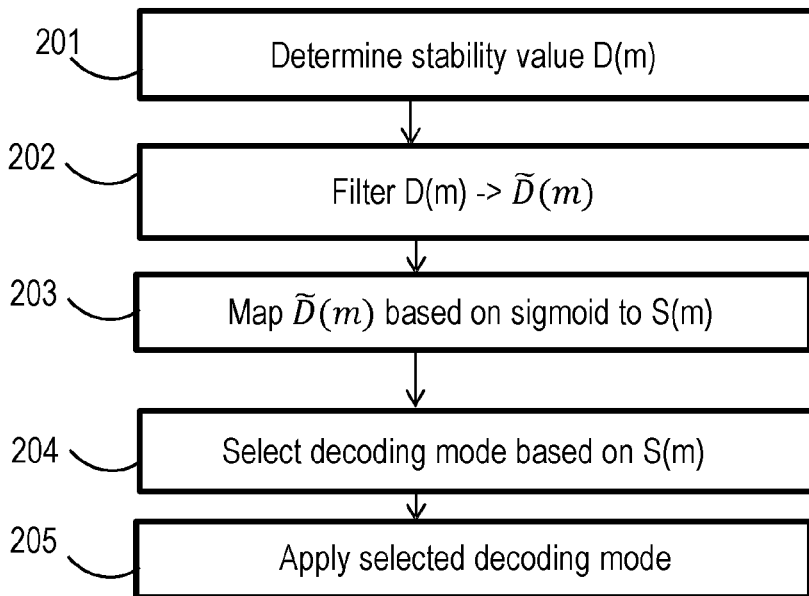 201
Determine stability value D(m)
202
Filter D(m) -> D̃(m)
203
Map D̃(m) based on sigmoid to S(m)
204
Select decoding mode based on S(m)
205
Apply selected decoding mode